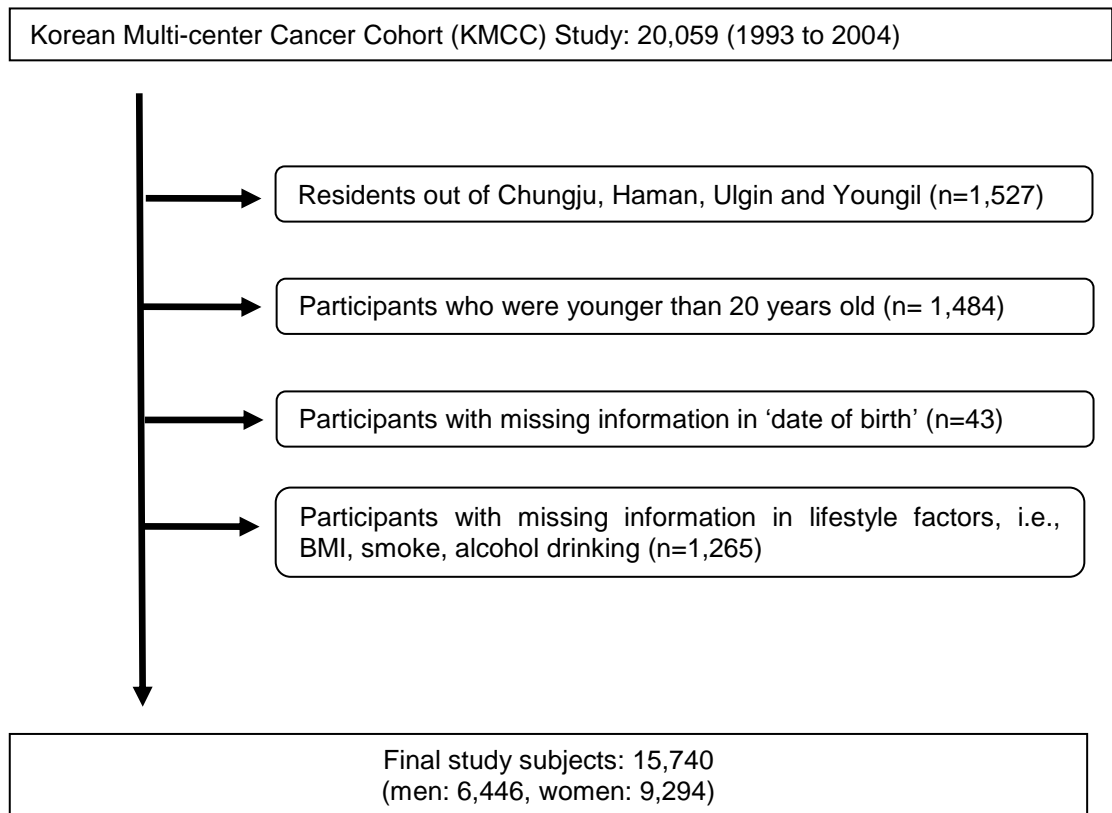 Korean Multi-center Cancer Cohort (KMCC) Study: 20,059 (1993 to 2004)
Residents out of Chungju, Haman, Ulgin and Youngil (n=1,527)
Participants who were younger than 20 years old (n= 1,484)
Participants with missing information in ‘date of birth’ (n=43)
Participants with missing information in lifestyle factors, i.e.,
BMI, smoke, alcohol drinking (n=1,265)
Final study subjects: 15,740
(men: 6,446, women: 9,294)